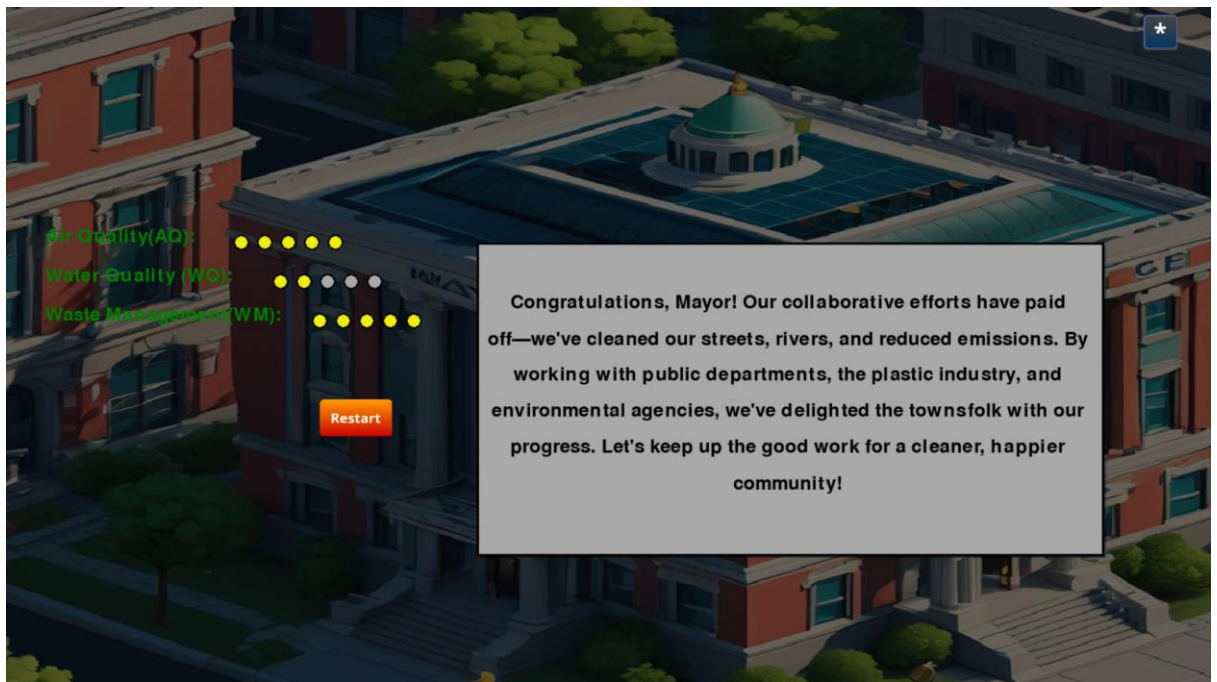 *
Air Quality(AQ):
Water Quality (WQ):
Waste Management(WM):
Restart
Congratulations, Mayor! Our collaborative efforts have paid
off—we've cleaned our streets, rivers, and reduced emissions. By
working with public departments, the plastic industry, and
environmental agencies, we've delighted the townsfolk with our
progress. Let's keep up the good work for a cleaner, happier
community!